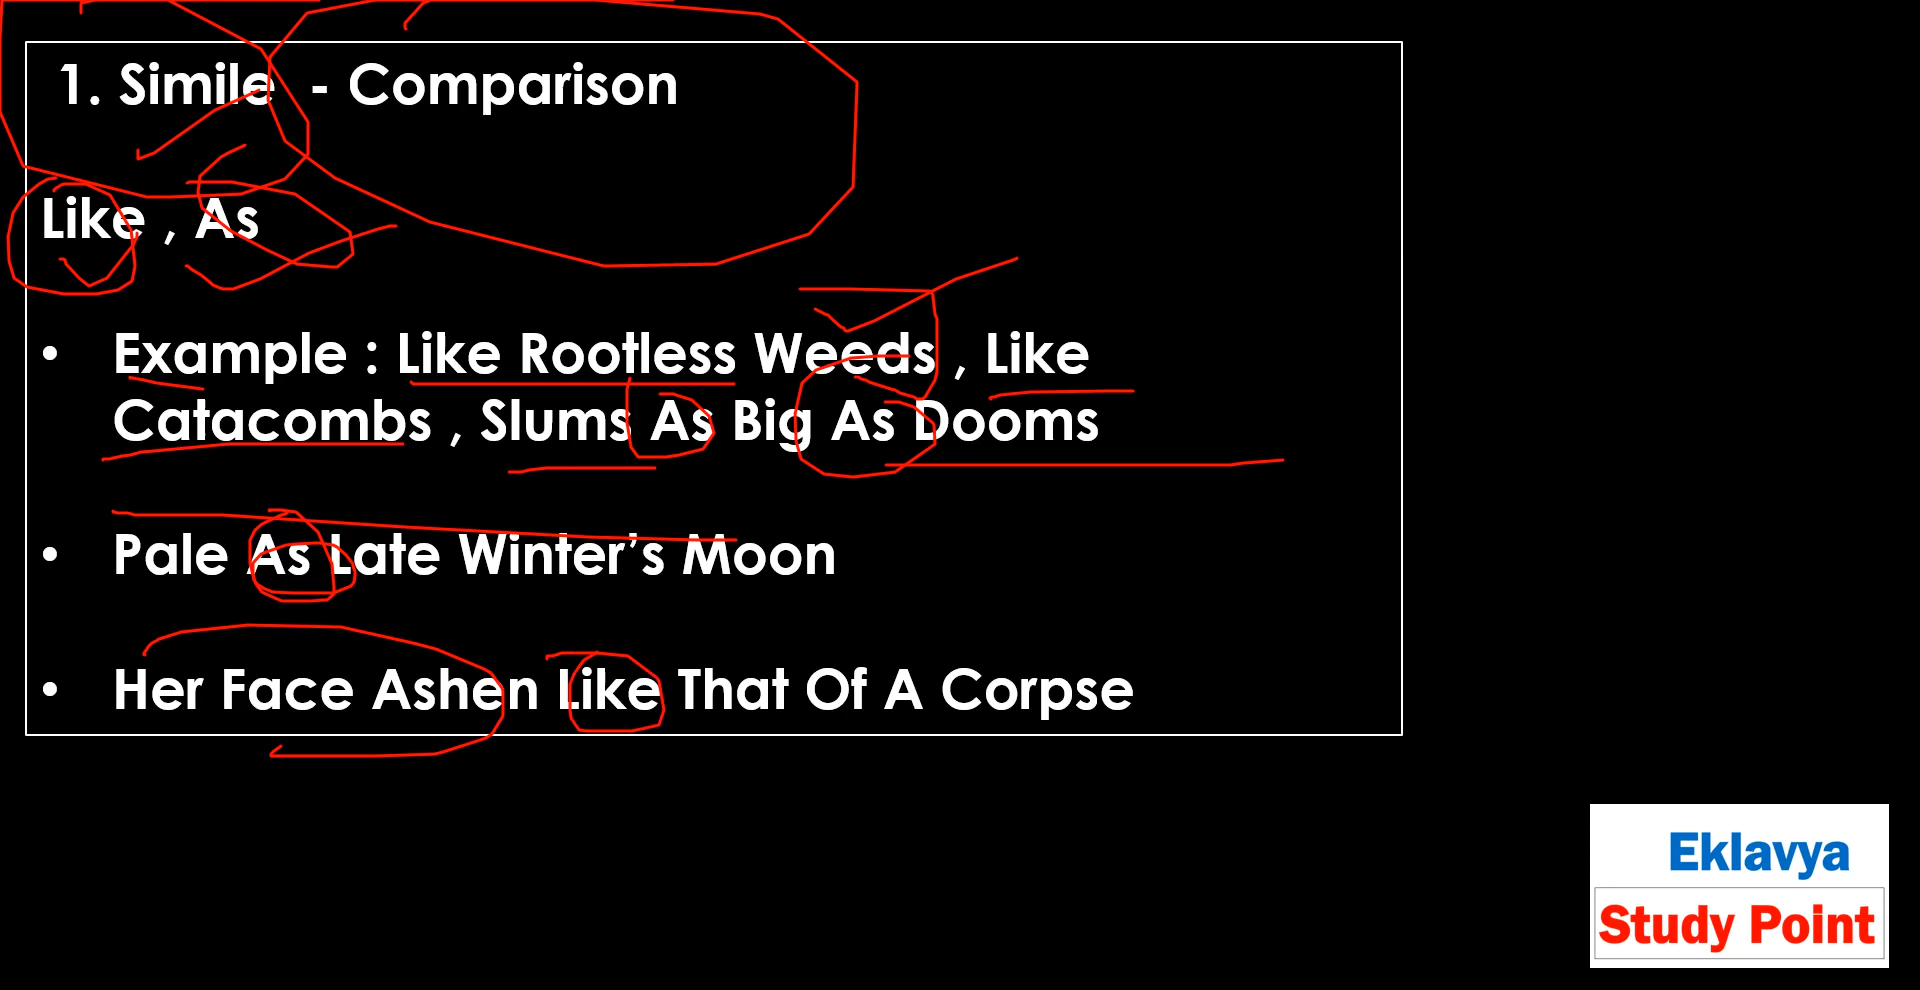 1. Simile - Comparison
Like , As
• Example : Like Rootless Weeds , Like
Catacombs , Slums As Big As Dooms
• Pale As Late Winter’s Moon
• Her Face Ashen Like That Of A Corpse
Eklavya
Study Point